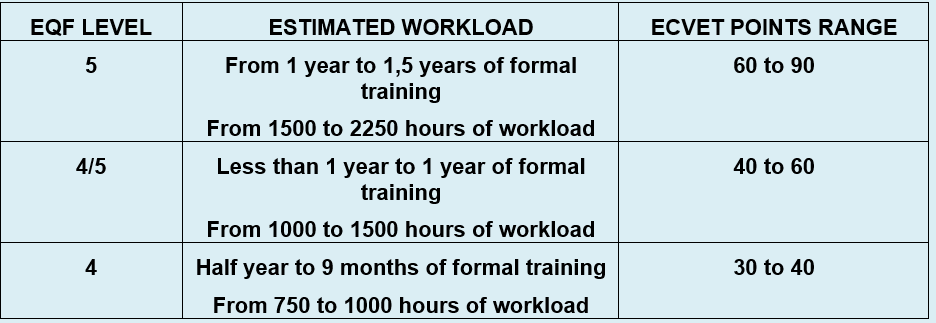 EQF LEVEL ESTIMATED WORKLOAD ECVET POINTS RANGE
5 From 1 year to 1,5 years of formal 60 to 90
training
From 1500 to 2250 hours of workload
4/5 Less than 1 year to 1 year of formal 40 to 60
training
From 1000 to 1500 hours of workload
4 Half year to 9 months of formal training 30 to 40
From 750 to 1000 hours of workload